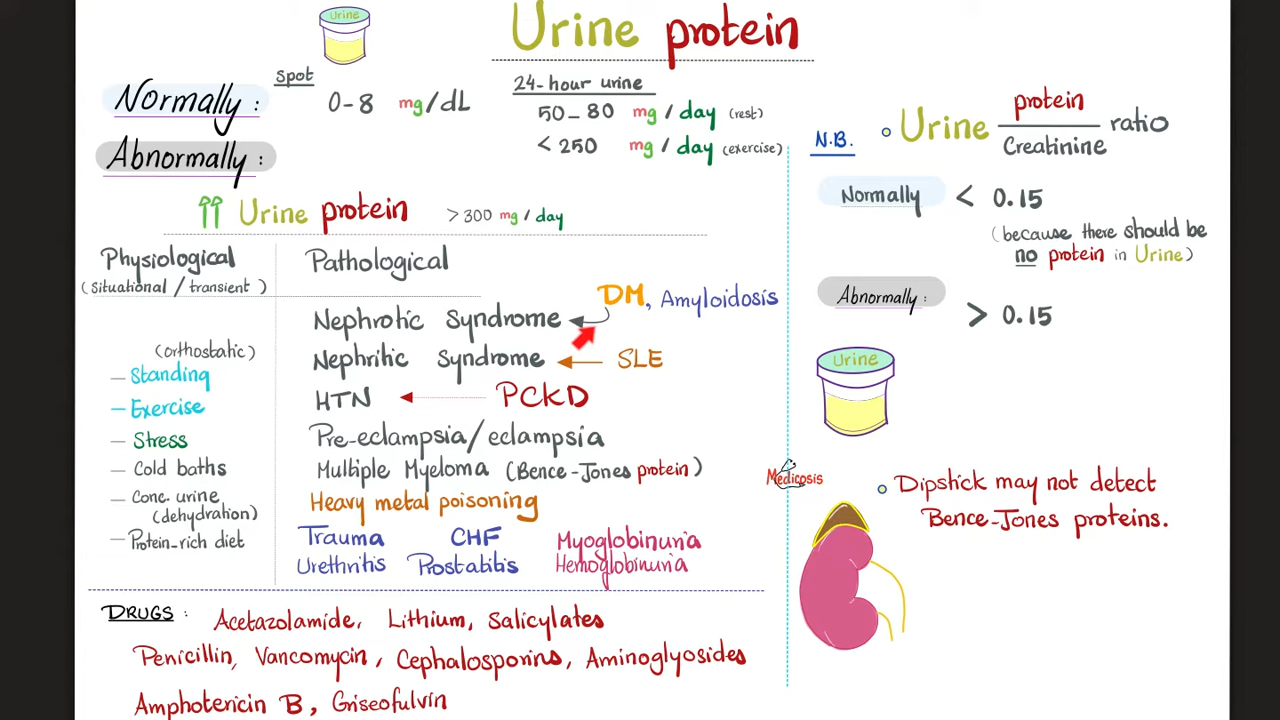 Urine
Urine protein
Normally :
spot
0-8 mg/dL
24-hour urine
50-80 mg/day (rest)
< 250 mg/day (exercise)
Abnormally :
↑↑ Urine protein > 300 mg/day
Physiological
(situational / transient)
(orthostatic)
- Standing
- Exercise
- Stress
- Cold baths
- Conc. urine
(dehydration)
- Protein-rich diet
Pathological
Nephrotic Syndrome ← DM, Amyloidosis
Nephritic Syndrome ← SLE
HTN ← PCKD
Pre-eclampsia/eclampsia
Multiple Myeloma (Bence-Jones protein)
Heavy metal poisoning
Trauma CHF Myoglobinuria
Urethritis Prostatitis Hemoglobinuria
DRUGS : Acetazolamide, Lithium, Salicylates
Penicillin, Vancomycin, Cephalosporins, Aminoglyosides
Amphotericin B, Griseofulvin
N.B.
• Urine protein / Creatinine ratio
Normally < 0.15
(because there should be
no protein in Urine)
Abnormally : > 0.15
Urine
Medicosis
• Dipstick may not detect
Bence-Jones proteins.